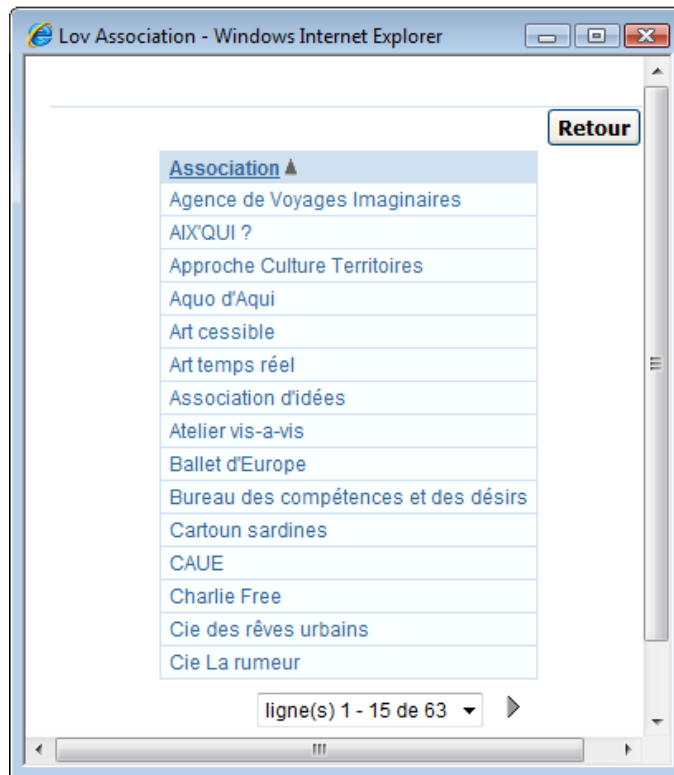 Lov Association - Windows Internet Explorer
Retour
Association
Agence de Voyages Imaginaires
AIX'QUI ?
Approche Culture Territoires
Aquo d'Aqui
Art cessible
Art temps réel
Association d'idées
Atelier vis-a-vis
Ballet d'Europe
Bureau des compétences et des désirs
Cartoun sardines
CAUE
Charlie Free
Cie des rêves urbains
Cie La rumeur
ligne(s) 1 - 15 de 63